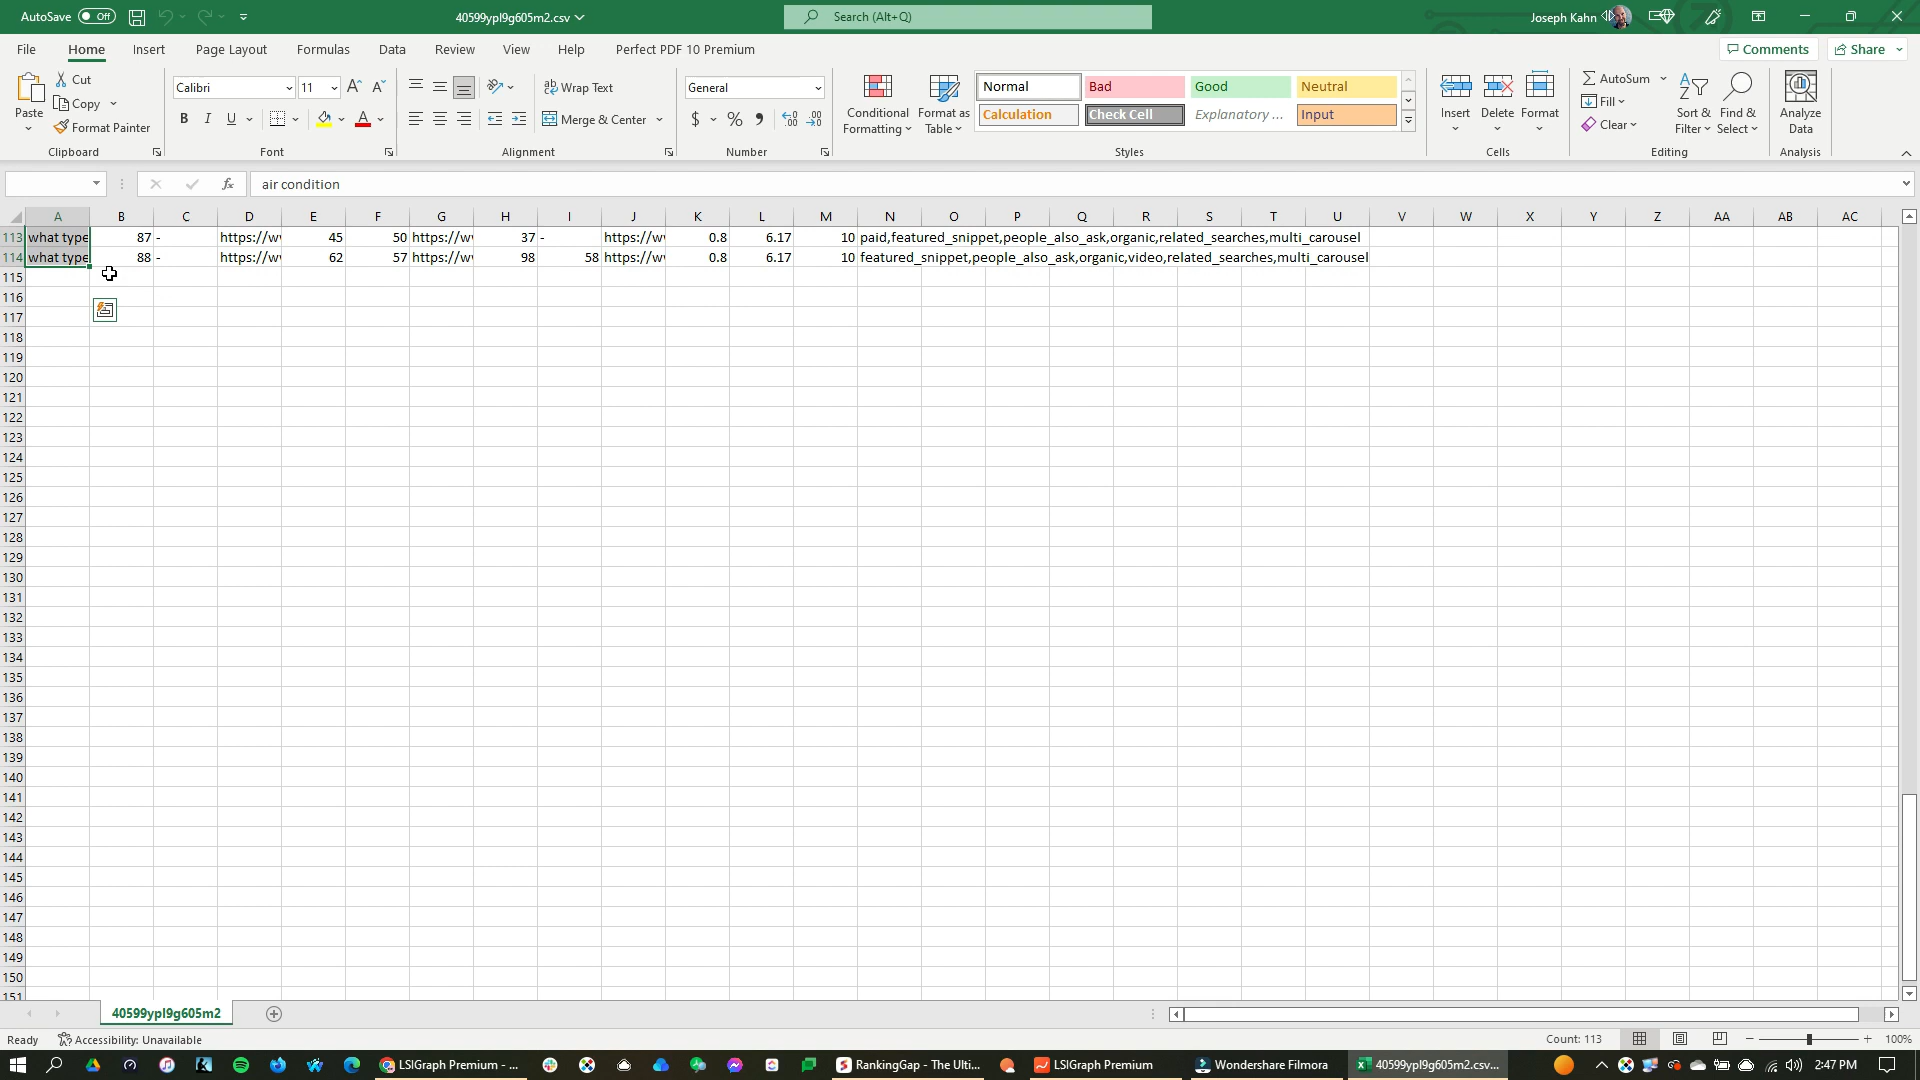 AutoSave Off 40599ypl9g605m2.csv Search (Alt+Q) Joseph Kahn
File Home Insert Page Layout Formulas Data Review View Help Perfect PDF 10 Premium Comments Share
Paste Cut Copy Format Painter Clipboard
Calibri 11 B I U Font
Wrap Text Merge & Center Alignment
General $ % Number
Conditional Formatting Format as Table
Normal Bad Good Neutral
Calculation Check Cell Explanatory ... Input
Styles
Insert Delete Format Cells
AutoSum Fill Clear Sort & Filter Find & Select Editing
Analyze Data Analysis
fx air condition
A B C D E F G H I J K L M N O P Q R S T U V W X Y Z AA AB AC
113 what type 87 - https://w 45 50 https://w 37 - https://w 0.8 6.17 10 paid,featured_snippet,people_also_ask,organic,related_searches,multi_carousel
114 what type 88 - https://w 62 57 https://w 98 58 https://w 0.8 6.17 10 featured_snippet,people_also_ask,organic,video,related_searches,multi_carousel
115
116
117
118
119
120
121
122
123
124
125
126
127
128
129
130
131
132
133
134
135
136
137
138
139
140
141
142
143
144
145
146
147
148
149
150
151
40599ypl9g605m2
Ready Accessibility: Unavailable Count: 113 100%
LSIGraph Premium - ... RankingGap - The Ulti... LSIGraph Premium Wondershare Filmora 40599ypl9g605m2.csv... 2:47 PM